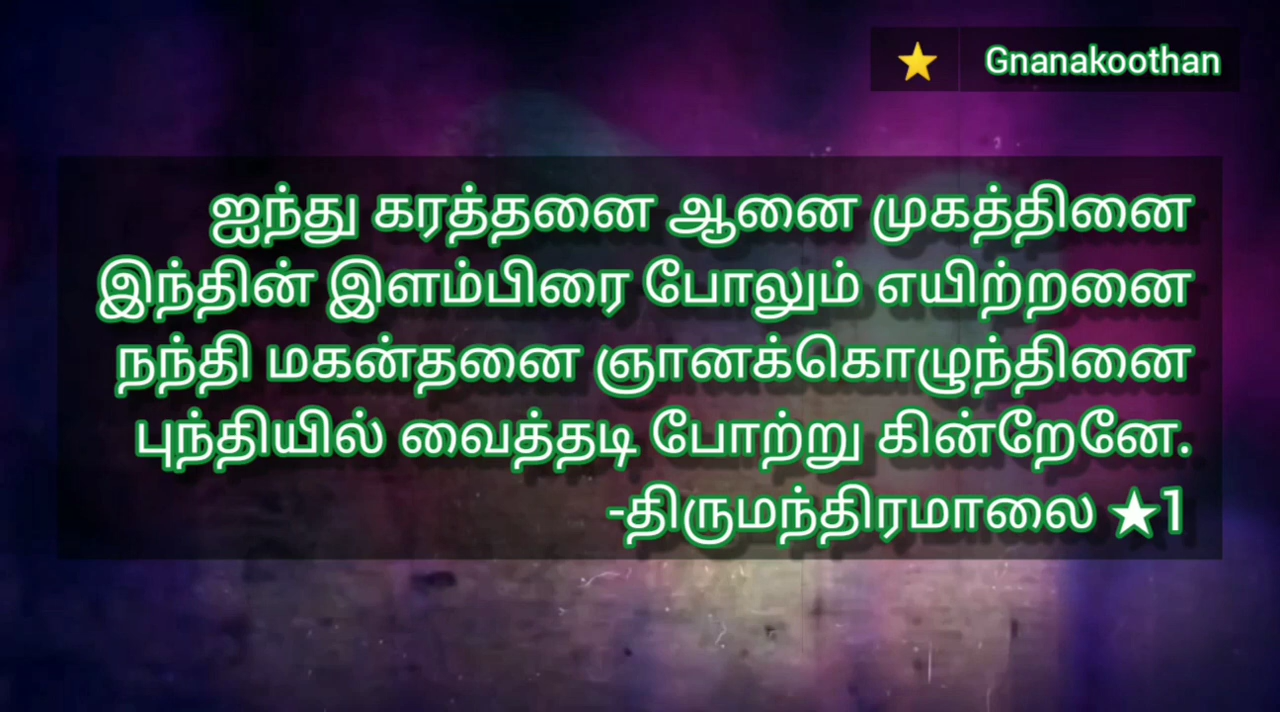 ⭐ Gnanakoothan
ஐந்து கரத்தனை ஆனை முகத்தினை
இந்தின் இளம்பிரை போலும் எயிற்றனை
நந்தி மகன்தனை ஞானக்கொழுந்தினை
புந்தியில் வைத்தடி போற்று கின்றேனே.
-திருமந்திரமாலை ★1